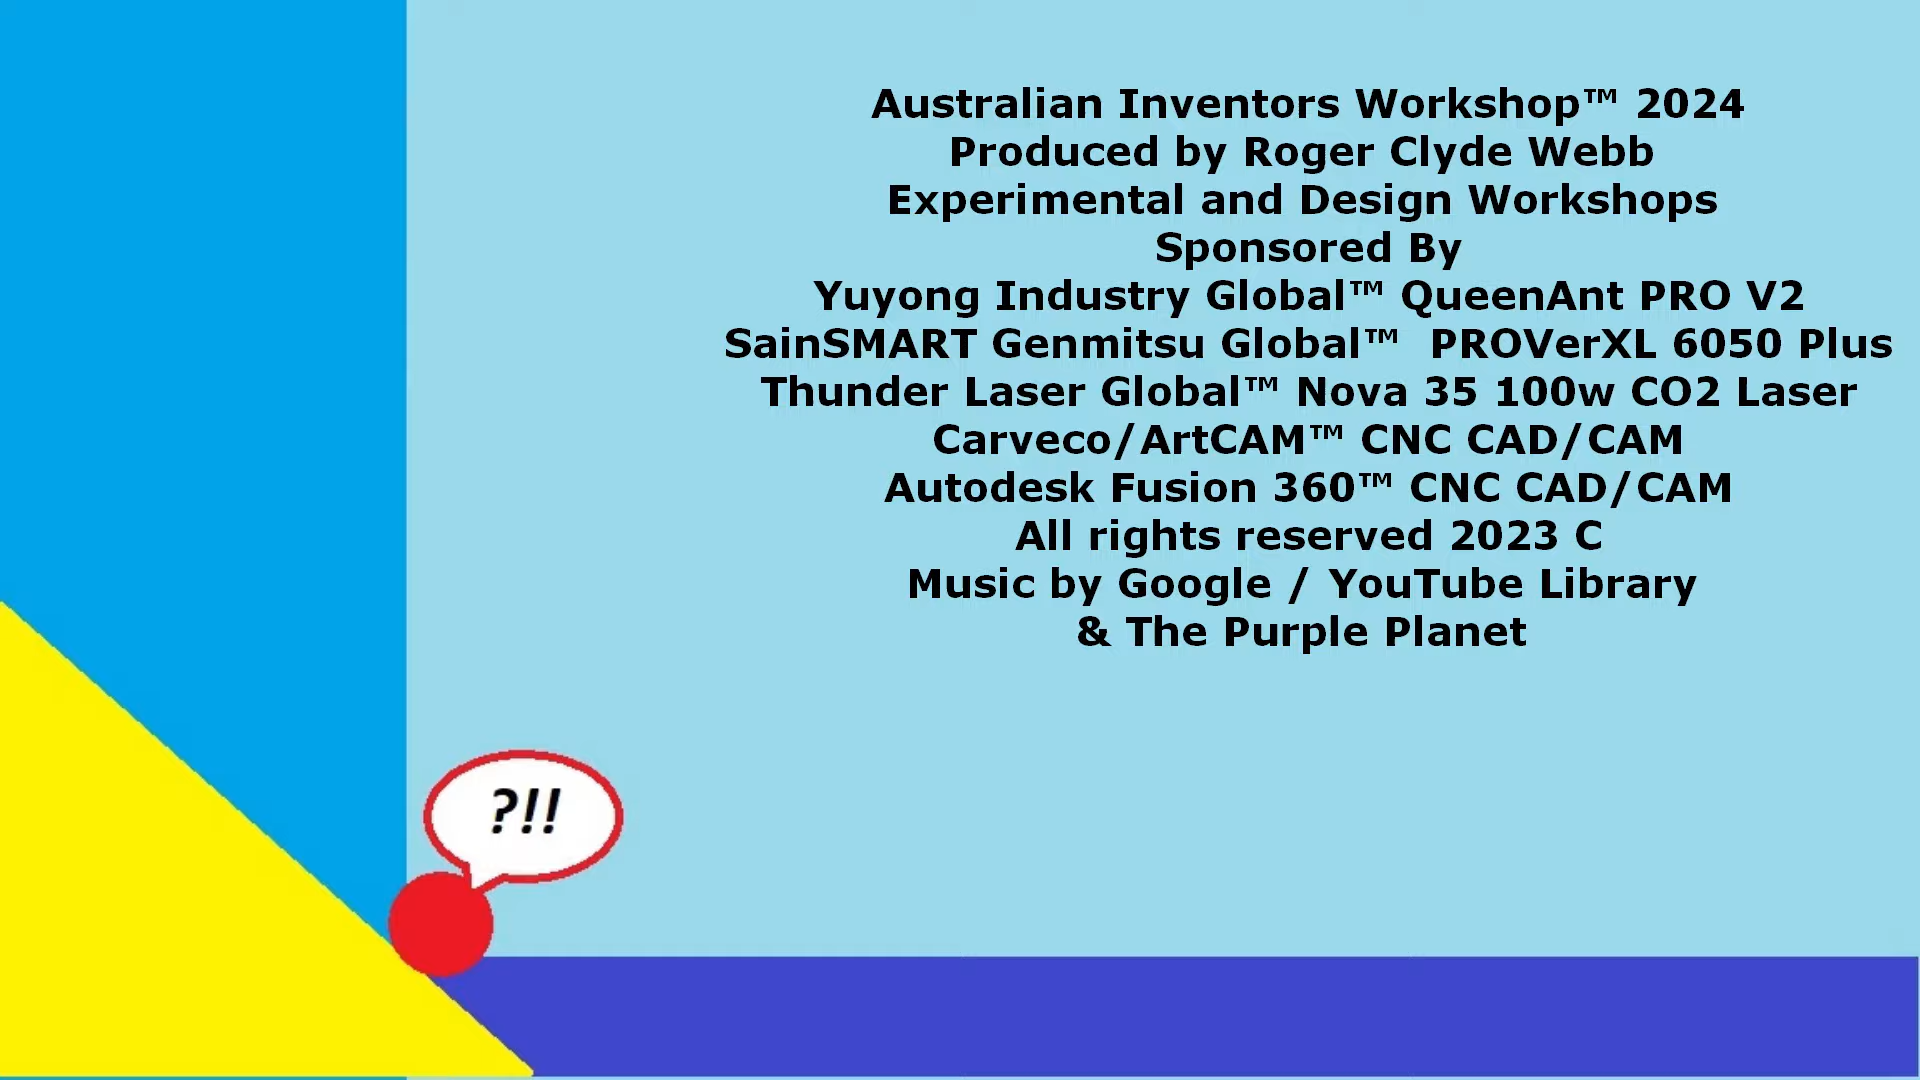 Australian Inventors Workshop™ 2024
Produced by Roger Clyde Webb
Experimental and Design Workshops
Sponsored By
Yuyong Industry Global™ QueenAnt PRO V2
SainSMART Genmitsu Global™  PROVerXL 6050 Plus
Thunder Laser Global™ Nova 35 100w CO2 Laser
Carveco/ArtCAM™ CNC CAD/CAM
Autodesk Fusion 360™ CNC CAD/CAM
All rights reserved 2023 C
Music by Google / YouTube Library
& The Purple Planet
?!!